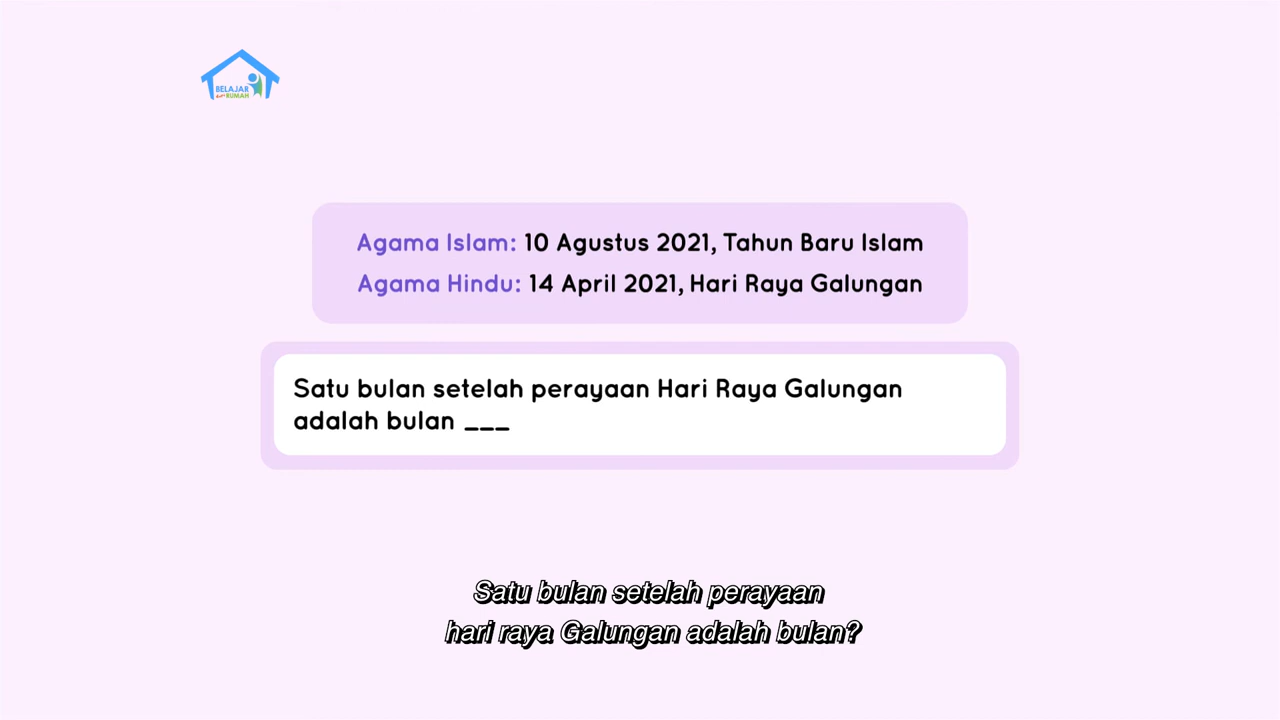 BELAJAR
dari RUMAH
Agama Islam: 10 Agustus 2021, Tahun Baru Islam
Agama Hindu: 14 April 2021, Hari Raya Galungan
Satu bulan setelah perayaan Hari Raya Galungan
adalah bulan ___
Satu bulan setelah perayaan
hari raya Galungan adalah bulan?